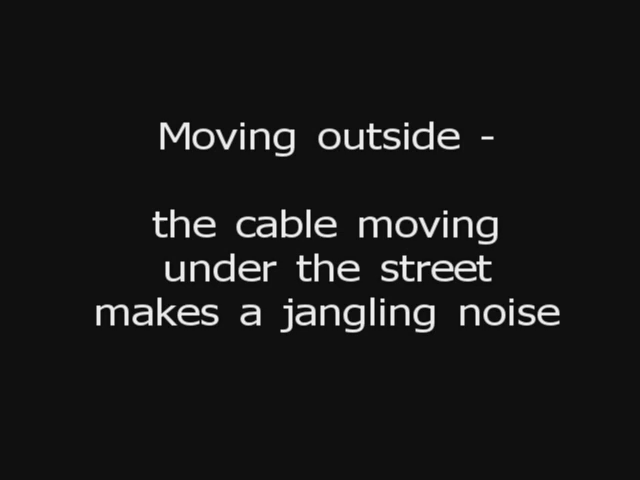 Moving outside -
the cable moving
under the street
makes a jangling noise